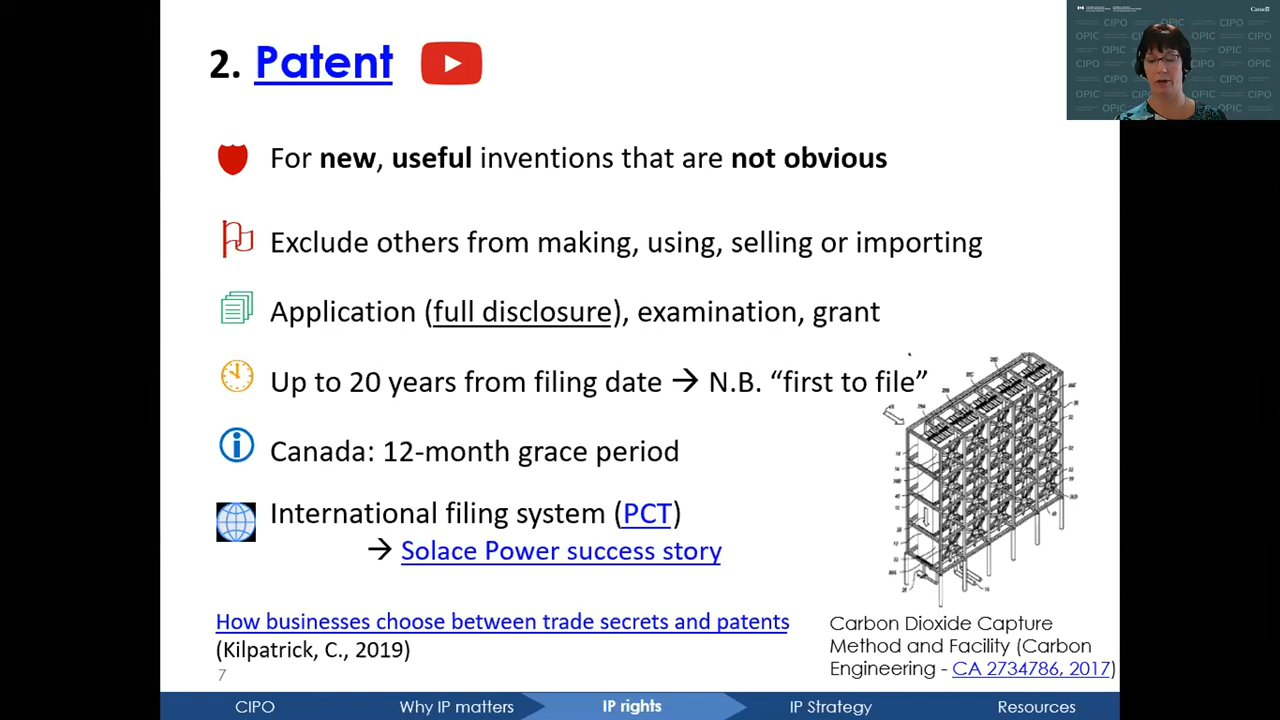 2. Patent
For new, useful inventions that are not obvious
Exclude others from making, using, selling or importing
Application (full disclosure), examination, grant
Up to 20 years from filing date → N.B. “first to file”
Canada: 12-month grace period
International filing system (PCT)
→ Solace Power success story
How businesses choose between trade secrets and patents
(Kilpatrick, C., 2019)
Carbon Dioxide Capture
Method and Facility (Carbon
Engineering - CA 2734786, 2017)
7
CIPO
Why IP matters
IP rights
IP Strategy
Resources
Canada
CIPO OPIC